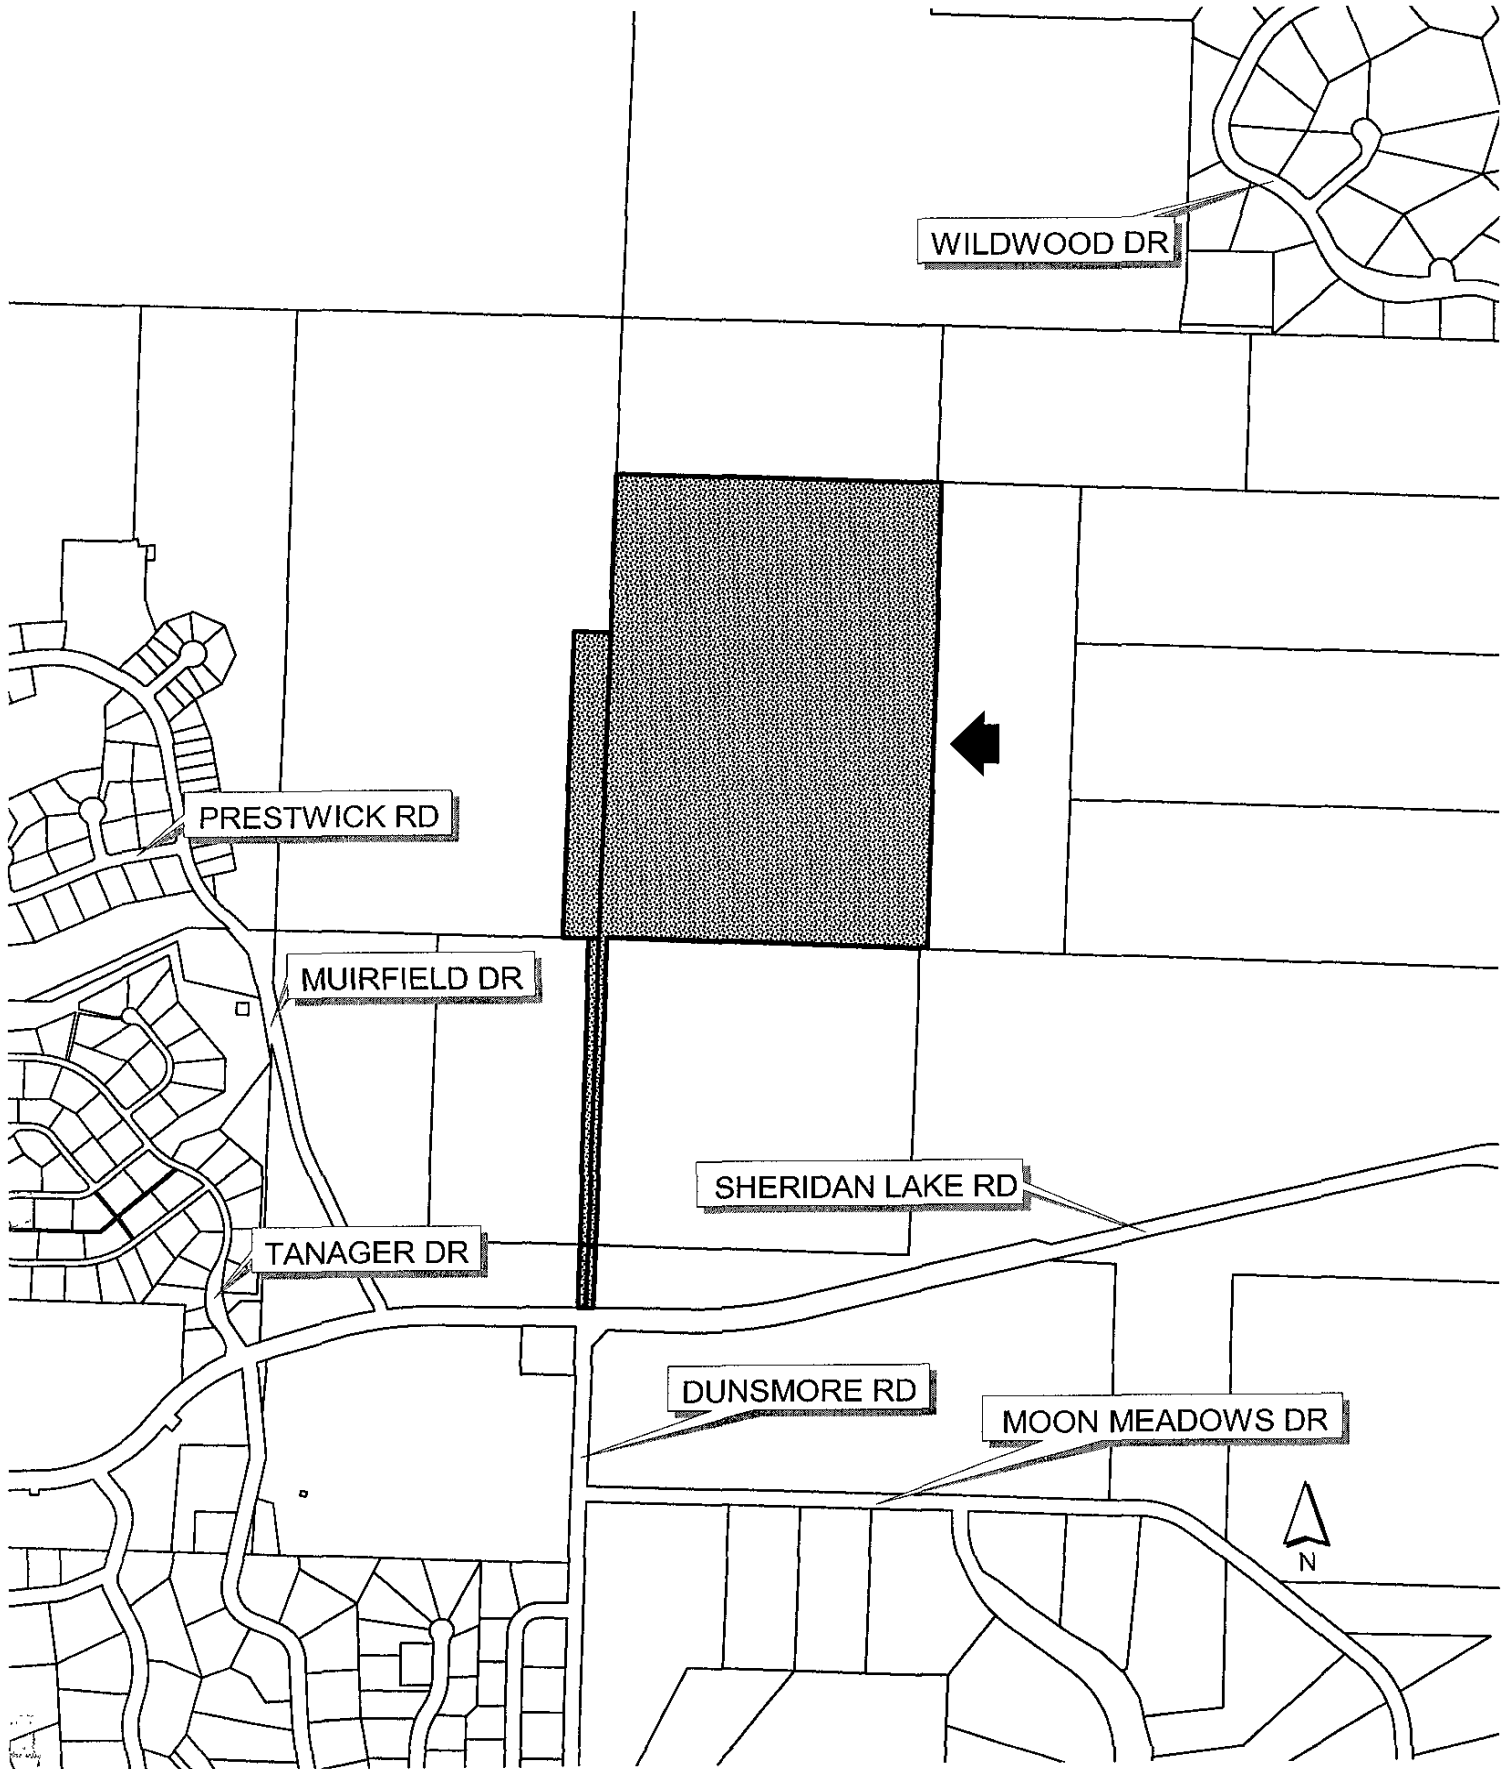 WILDWOOD DR
PRESTWICK RD
MUIRFIELD DR
SHERIDAN LAKE RD
TANAGER DR
DUNSMORE RD
MOON MEADOWS DR
N